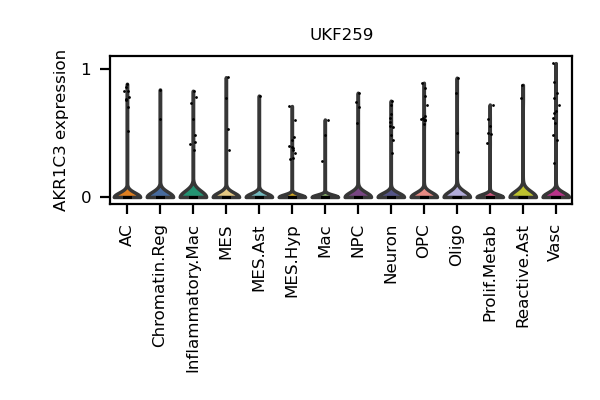 UKF259
AKR1C3 expression
1
0
AC
Chromatin.Reg
Inflammatory.Mac
MES
MES.Ast
MES.Hyp
Mac
NPC
Neuron
OPC
Oligo
Prolif.Metab
Reactive.Ast
Vasc